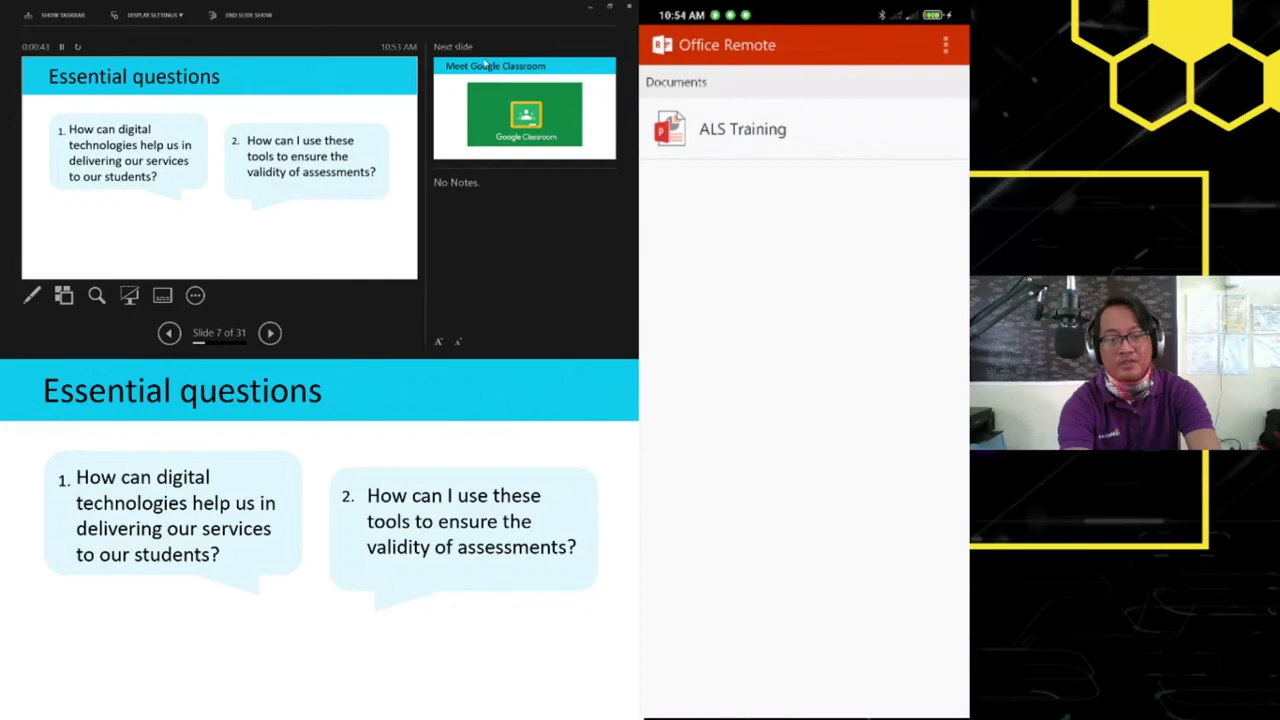 SHOW TASKBAR
DISPLAY SETTINGS ▾
END SLIDE SHOW
0:00:43
10:53 AM
Essential questions
1. How can digital
technologies help us in
delivering our services
to our students?
2. How can I use these
tools to ensure the
validity of assessments?
Slide 7 of 31
Next slide
Meet Google Classroom
Google Classroom
No Notes.
Essential questions
1. How can digital
technologies help us in
delivering our services
to our students?
2. How can I use these
tools to ensure the
validity of assessments?
10:54 AM
Office Remote
Documents
ALS Training